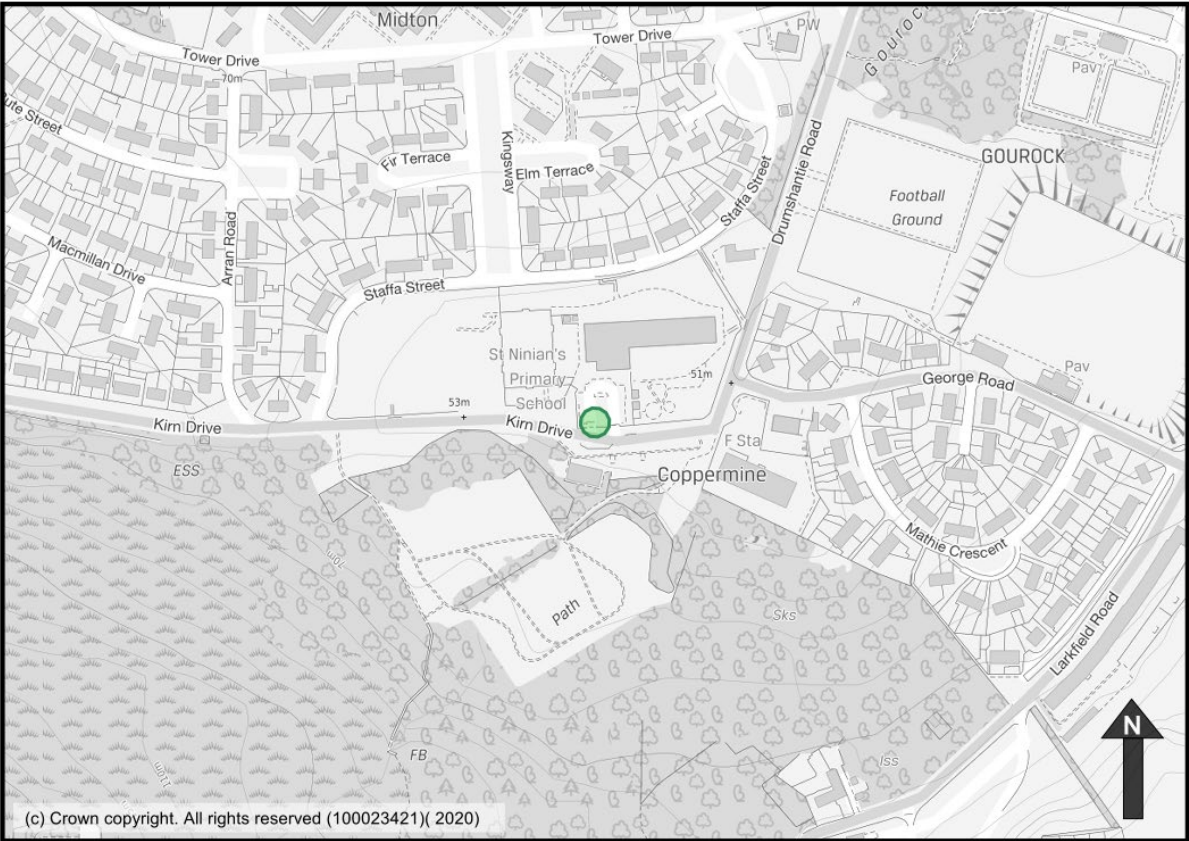 Midton
Tower Drive
Tower Drive
PW
Gourock
Pav
70m
Bute Street
Fir Terrace
Kingsway
Elm Terrace
Staffa Street
Drumshantie Road
GOUROCK
Football
Ground
Arran Road
Macmillan Drive
Staffa Street
St Ninian's
Primary
School
51m
George Road
Pav
53m
Kirn Drive
Kirn Drive
F Sta
ESS
Coppermine
Mathie Crescent
70m
Path
Sks
Larkfield Road
FB
110m
Iss
N
(c) Crown copyright. All rights reserved (100023421)( 2020)